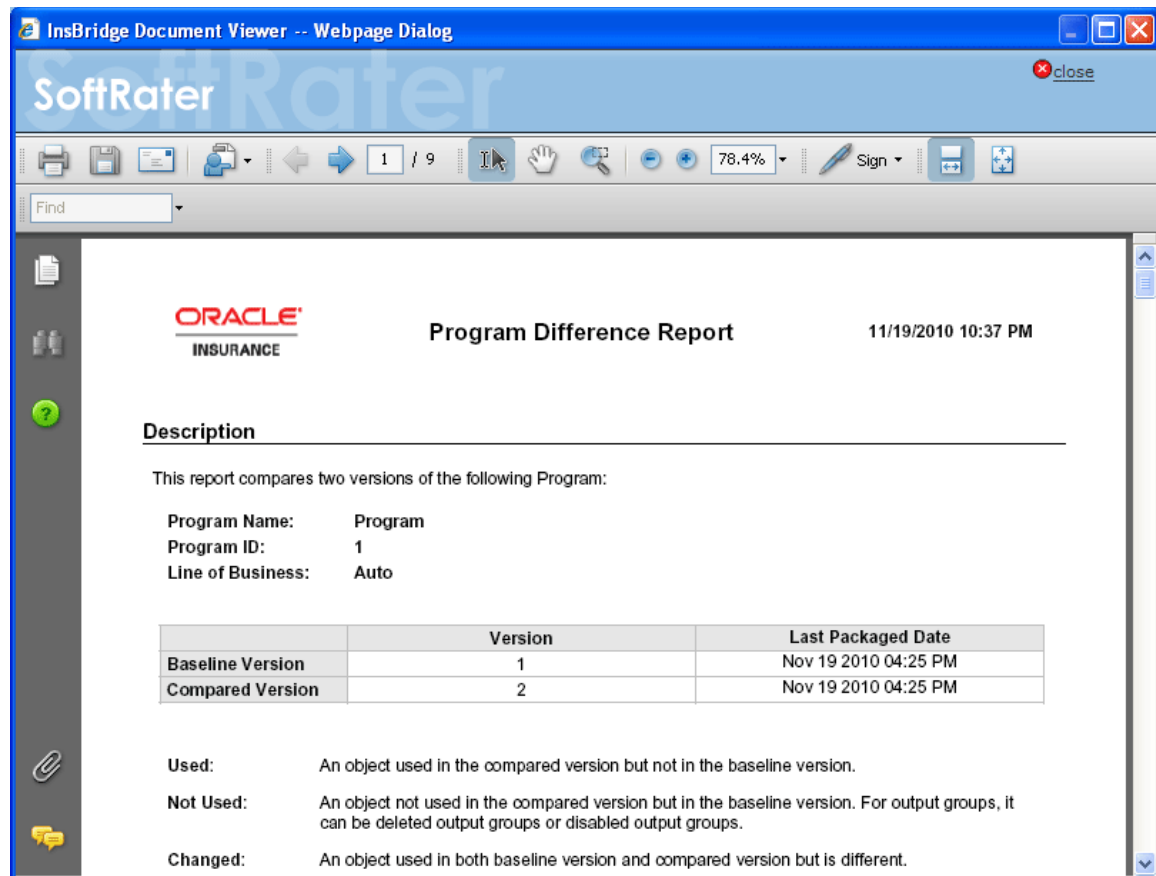 InsBridge Document Viewer -- Webpage Dialog
SoftRater
SoftRater
close
1 / 9
78.4%
Sign
Find
ORACLE
INSURANCE
Program Difference Report
11/19/2010 10:37 PM
Description
This report compares two versions of the following Program:
Program Name: Program
Program ID: 1
Line of Business: Auto
Version Last Packaged Date
Baseline Version 1 Nov 19 2010 04:25 PM
Compared Version 2 Nov 19 2010 04:25 PM
Used: An object used in the compared version but not in the baseline version.
Not Used: An object not used in the compared version but in the baseline version. For output groups, it
can be deleted output groups or disabled output groups.
Changed: An object used in both baseline version and compared version but is different.